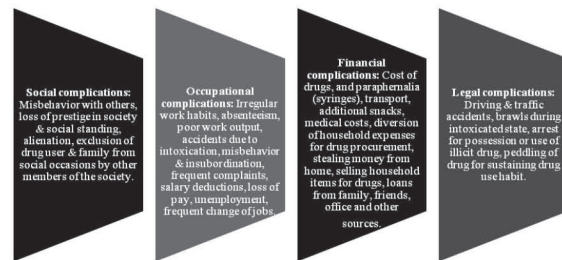 Social complications:
Misbehavior with others,
loss of prestige in society
& social standing,
alienation, exclusion of
drug user & family from
social occasions by other
members of the society.
Occupational
complications: Irregular
work habits, absenteeism,
poor work output,
accidents due to
intoxication, misbehavior
& insubordination,
frequent complaints,
salary deductions, loss of
pay, unemployment,
frequent change of jobs.
Financial
complications: Cost of
drugs, and paraphernalia
(syringes), transport,
additional snacks,
medical costs, diversion
of household expenses
for drug procurement,
stealing money from
home, selling household
items for drugs, loans
from family, friends,
office and other
sources.
Legal complications:
Driving & traffic
accidents, brawls during
intoxicated state, arrest
for possession or use of
illicit drug, peddling of
drug for sustaining drug
use habit.